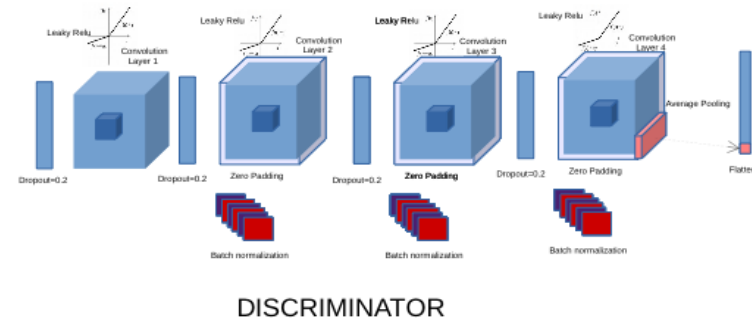 Leaky Relu
Leaky Relu
Leaky Relu
Leaky Relu
Convolution
Layer 1
Convolution
Layer 2
Convolution
Layer 3
Convolution
Layer 4
Average Pooling
Dropout=0.2
Dropout=0.2
Zero Padding
Dropout=0.2
Zero Padding
Dropout=0.2
Zero Padding
Batch normalization
Batch normalization
Batch normalization
DISCRIMINATOR